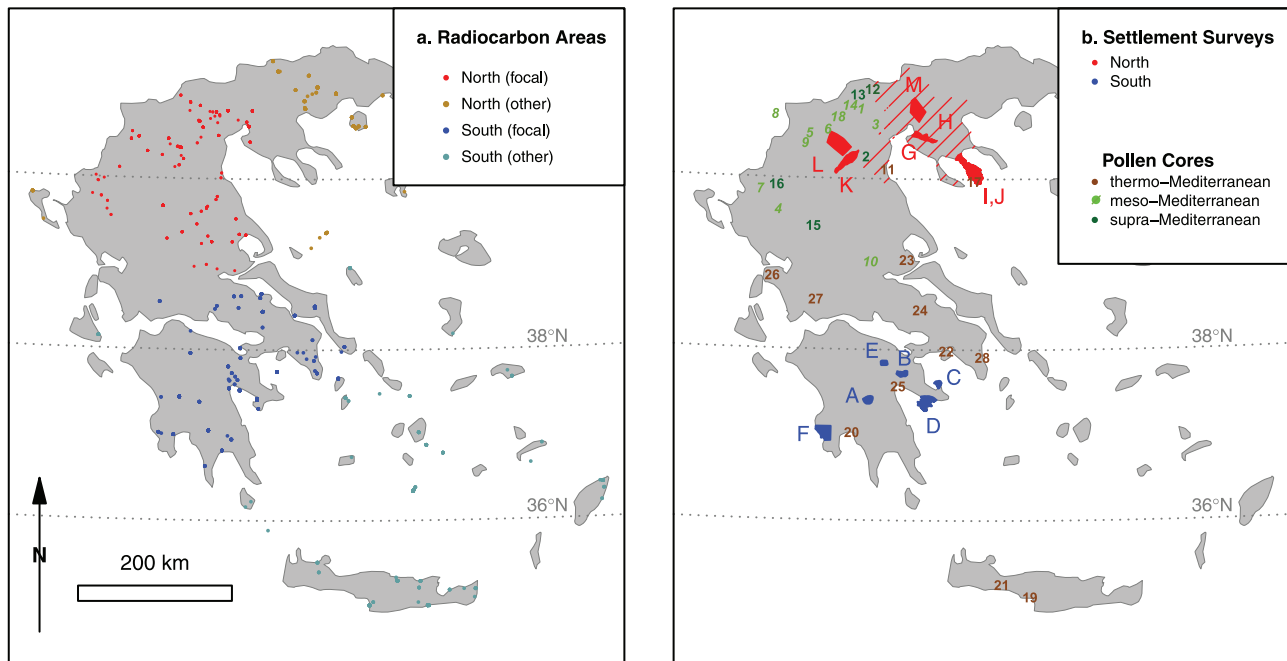 a. Radiocarbon Areas
North (focal)
North (other)
South (focal)
South (other)
38°N
36°N
N
200 km
b. Settlement Surveys
North
South
Pollen Cores
thermo−Mediterranean
meso−Mediterranean
supra−Mediterranean
12
13
M
14
1
8
18
3
H
5
6
9
G
2
L
11
K
16
7
17
I,J
4
15
10
23
26
27
24
38°N
22
28
E
B
25
C
A
D
F
20
36°N
21
19